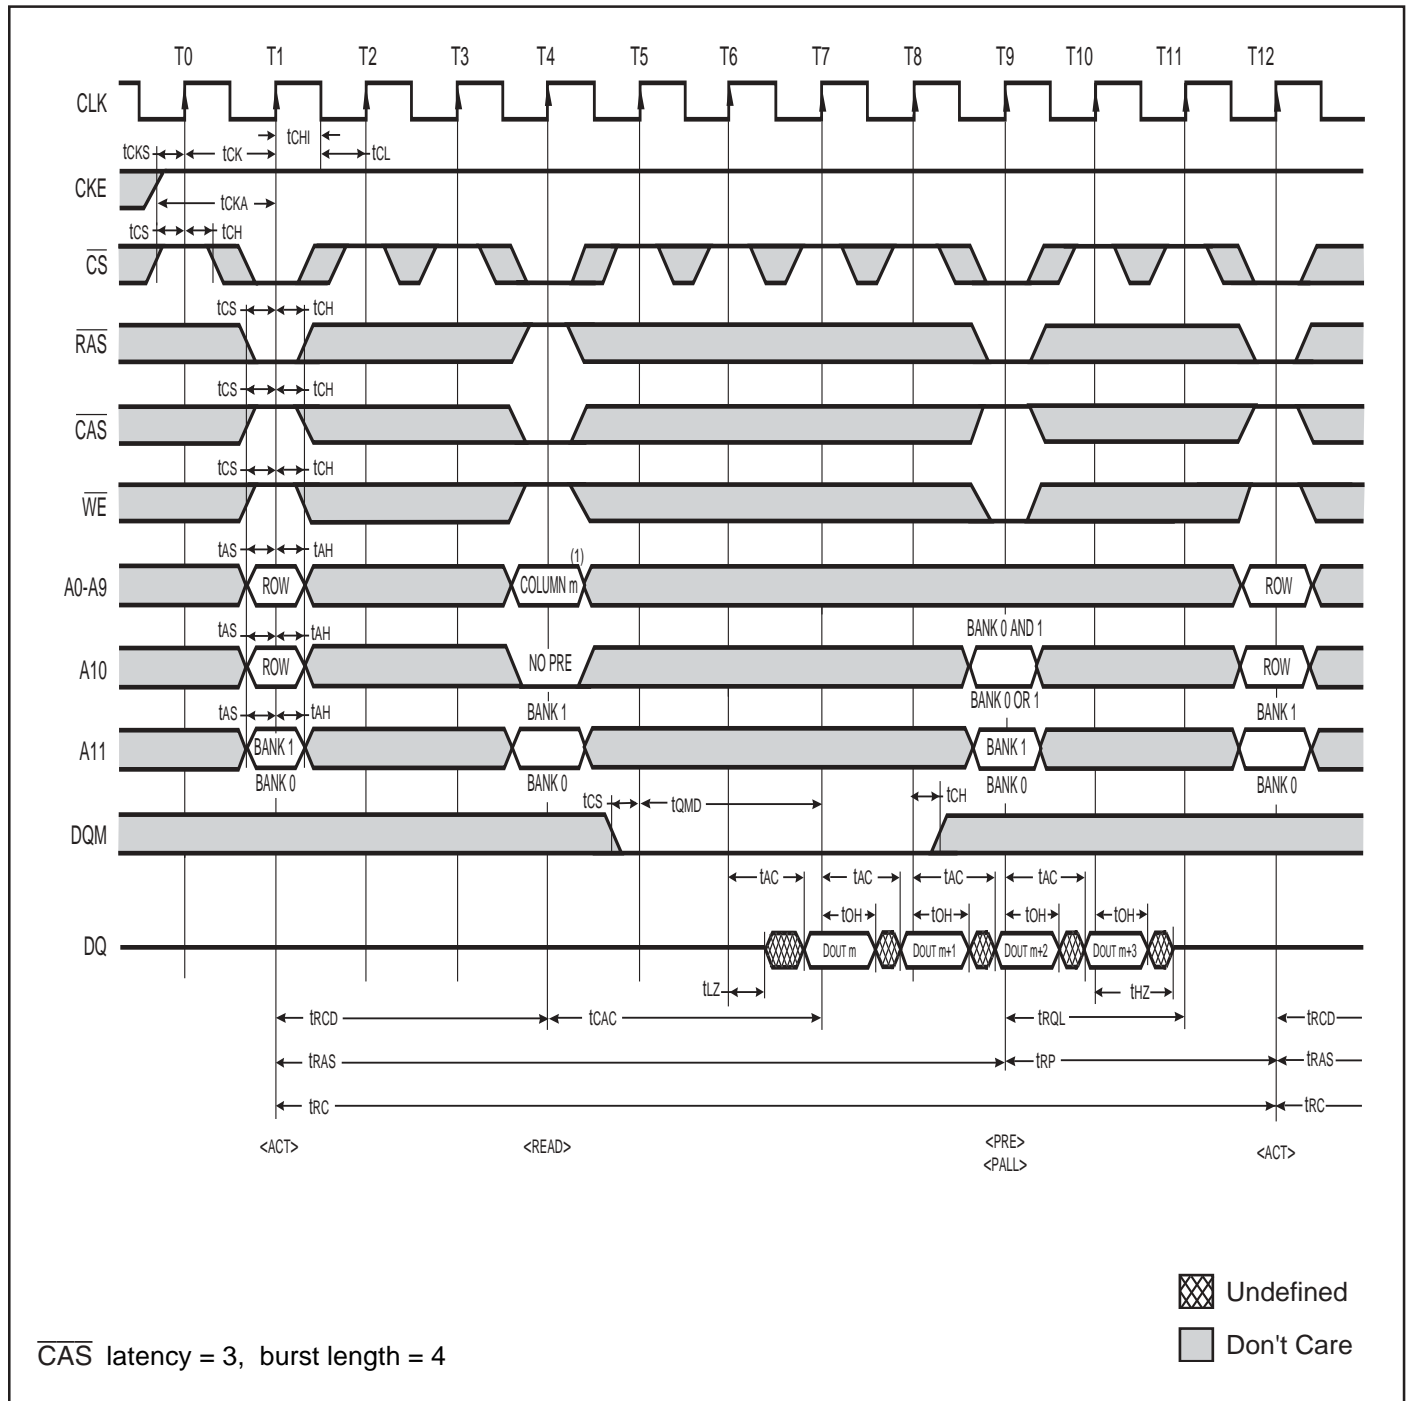 T0 T1 T2 T3 T4 T5 T6 T7 T8 T9 T10 T11 T12
CLK
tCHI
tCKS tCK tCL
CKE
tCKA
tCS tCH
CS
tCS tCH
RAS
tCS tCH
CAS
tCS tCH
WE
tAS tAH (1)
A0-A9 ROW COLUMN m ROW
tAS tAH BANK 0 AND 1
A10 ROW NO PRE ROW
BANK 0 OR 1
tAS tAH BANK 1 BANK 1
A11 BANK 1 BANK 1
BANK 0 BANK 0 BANK 0 BANK 0
tCS tQMD tCH
DQM
tAC tAC tAC tAC
tOH tOH tOH tOH
DQ DOUT m DOUT m+1 DOUT m+2 DOUT m+3
tLZ tHZ
tRCD tCAC tRQL tRCD
tRAS tRP tRAS
tRC tRC
<ACT> <READ> <PRE> <ACT>
<PALL>
Undefined
Don't Care
CAS latency = 3, burst length = 4